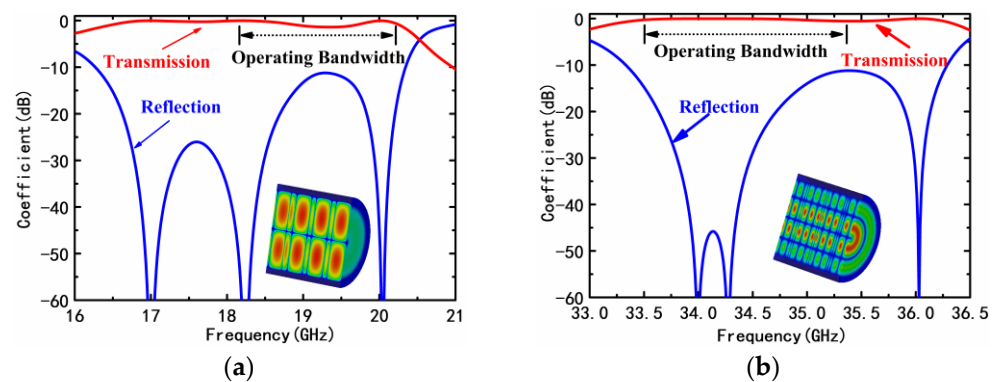 0
-10
-20
-30
-40
-50
-60
Coefficient(dB)
Transmission
Operating Bandwidth
Reflection
16 17 18 19 20 21
Frequency(GHz)
(a)
0
-10
-20
-30
-40
-50
-60
Coefficient(dB)
Operating Bandwidth
Transmission
Reflection
33.0 33.5 34.0 34.5 35.0 35.5 36.0 36.5
Frequency(GHz)
(b)